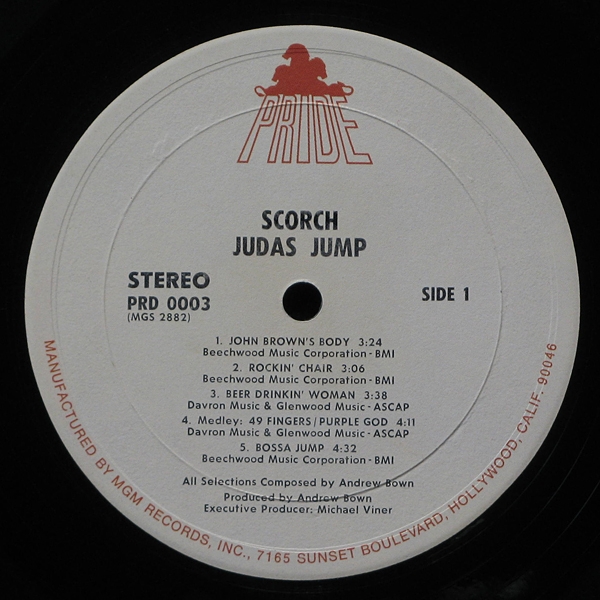 PRIDE
SCORCH
JUDAS JUMP
STEREO
PRD 0003
(MGS 2882)
SIDE 1
1. JOHN BROWN'S BODY 3:24
Beechwood Music Corporation - BMI
2. ROCKIN' CHAIR 3:06
Beechwood Music Corporation - BMI
3. BEER DRINKIN' WOMAN 3:38
Davron Music & Glenwood Music - ASCAP
4. Medley: 49 FINGERS/PURPLE GOD 4:11
Davron Music & Glenwood Music - ASCAP
5. BOSSA JUMP 4:32
Beechwood Music Corporation - BMI
All Selections Composed by Andrew Bown
Produced by Andrew Bown
Executive Producer: Michael Viner
MANUFACTURED BY MGM RECORDS, INC., 7165 SUNSET BOULEVARD, HOLLYWOOD, CALIF. 90046